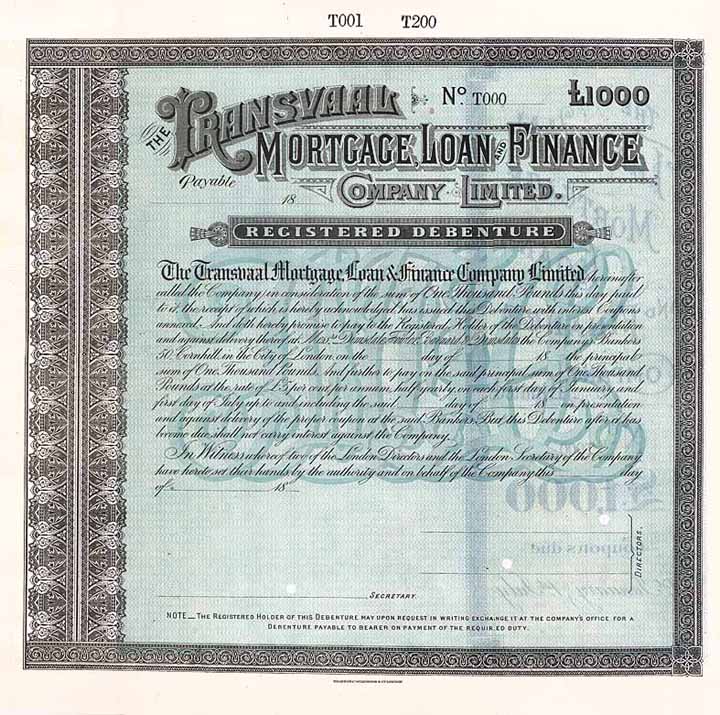 T001 T200
THE TRANSVAAL Nº. T000 £1000
MORTGAGE, LOAN AND FINANCE
Payable 18 COMPANY LIMITED.
REGISTERED DEBENTURE
The Transvaal Mortgage, Loan & Finance Company Limited hereinafter
called the Company in consideration of the sum of One Thousand Pounds this day paid
to it, the receipt of which is hereby acknowledged has issued this Debenture with interest Coupons
annexed. And doth hereby promise to pay to the Registered Holder of the Debenture on presentation
and against delivery thereof at the Company's Bankers
50, Cornhill, in the City of London on the day of 18 the principal
sum of One Thousand Pounds. And further to pay on the said principal sum of One Thousand
Pounds at the rate of £5 per cent per annum, half yearly, on each first day of January and
first day of July up to and including the said day of 18 on presentation
and against delivery of the proper coupon at the said Bankers. But, this Debenture after it has
become due shall not carry interest against the Company.
In Witness whereof two of the London Directors and the London Secretary of the Company
have hereto set their hands by the authority and on behalf of the Company this day
of 18
£1,000
DIRECTORS.
Coupons due
January 1st July
SECRETARY.
NOTE_THE REGISTERED HOLDER OF THIS DEBENTURE MAY UPON REQUEST IN WRITING EXCHANGE IT AT THE COMPANY'S OFFICE FOR A
DEBENTURE PAYABLE TO BEARER ON PAYMENT OF THE REQUIRED DUTY.